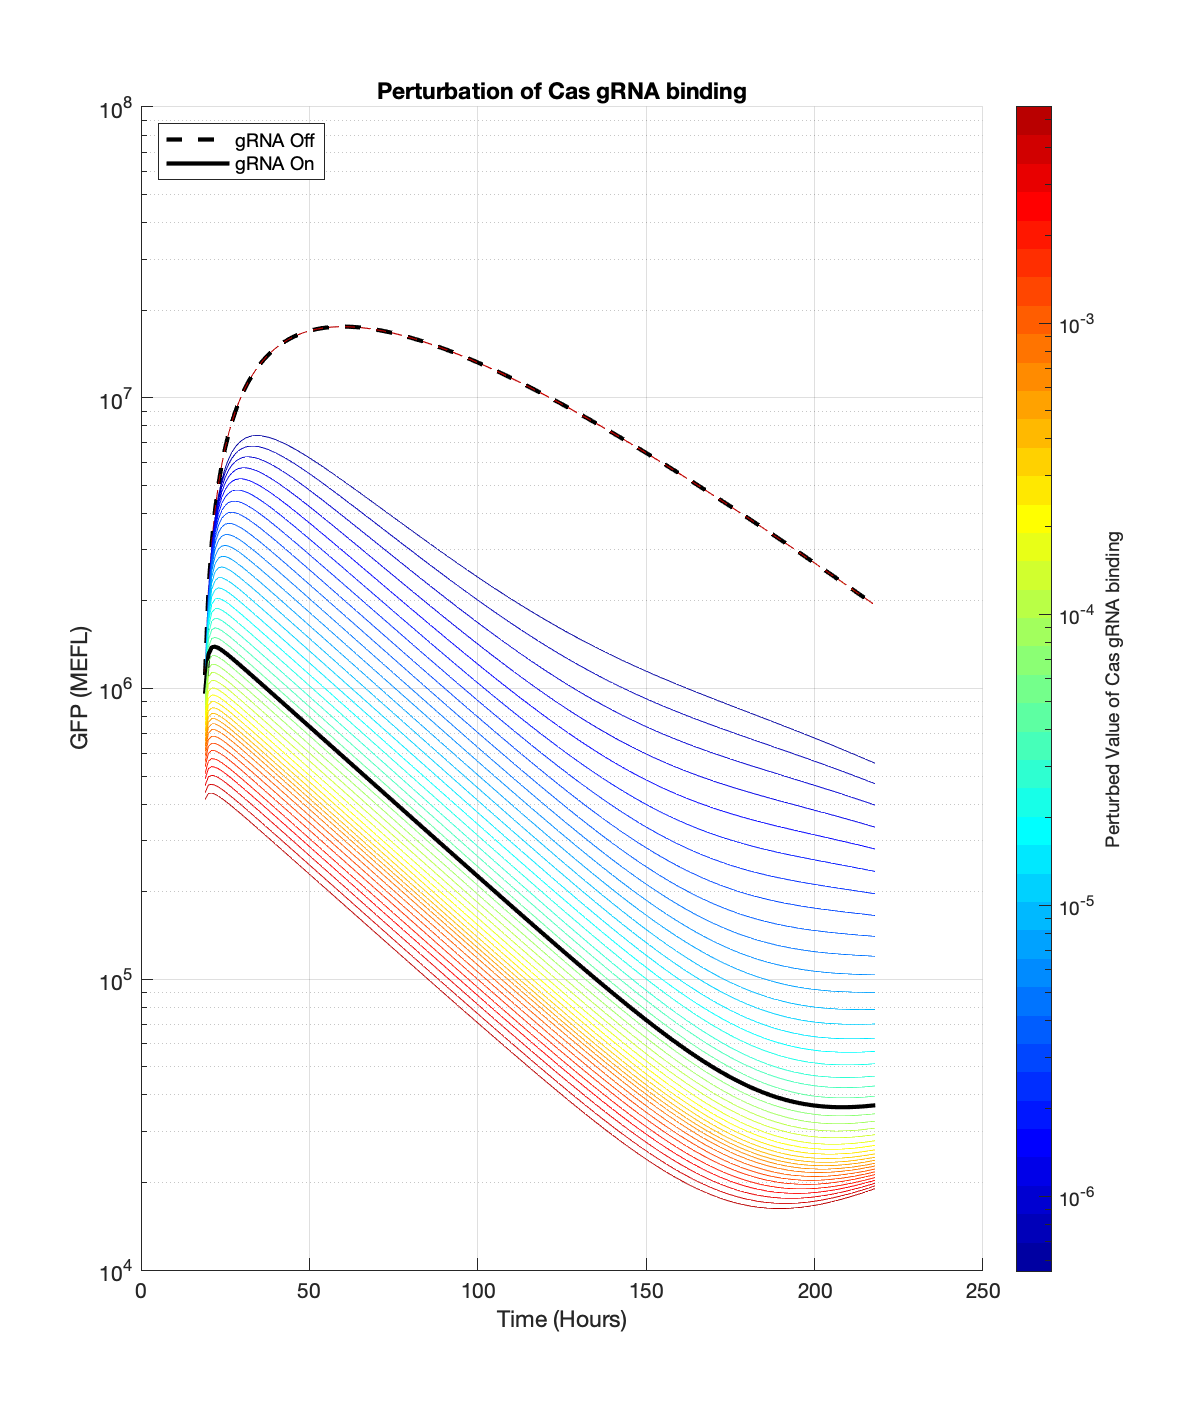 Perturbation of Cas gRNA binding
gRNA Off
gRNA On
10^8
10^7
10^6
10^5
10^4
GFP (MEFL)
0 50 100 150 200 250
Time (Hours)
10^-3
10^-4
10^-5
10^-6
Perturbed Value of Cas gRNA binding